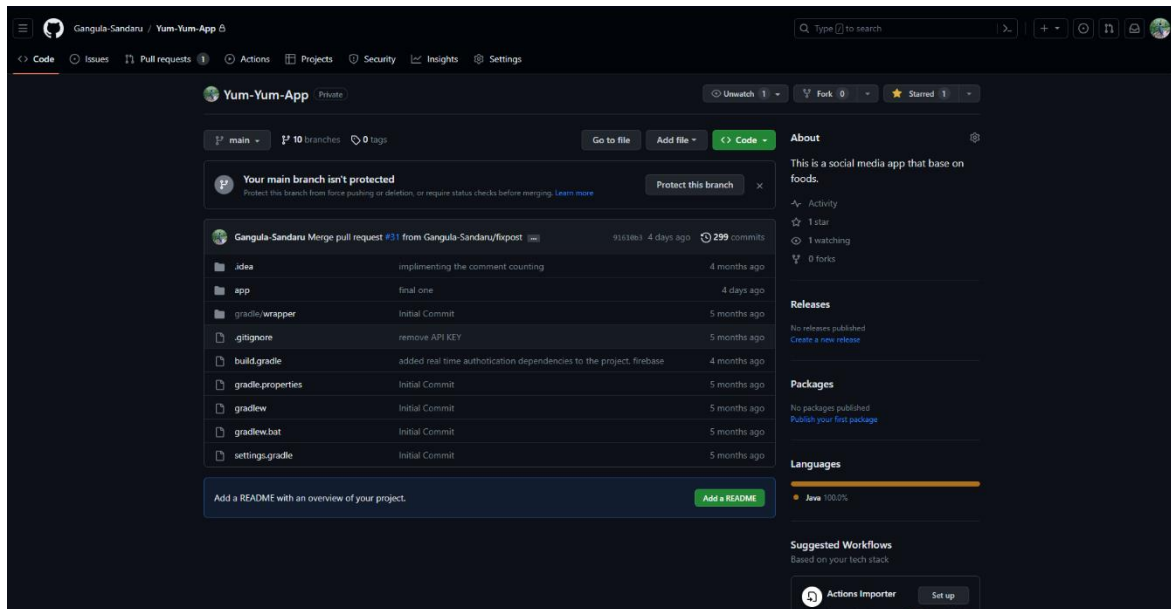 Gangula-Sandaru / Yum-Yum-App
Type / to search
Code Issues Pull requests 1 Actions Projects Security Insights Settings
Yum-Yum-App Private
Unwatch 1 Fork 0 Starred 1
main 10 branches 0 tags Go to file Add file Code
Your main branch isn't protected
Protect this branch from force pushing or deletion, or require status checks before merging. Learn more
Protect this branch
Gangula-Sandaru Merge pull request #31 from Gangula-Sandaru/fixpost ... 91610b3 4 days ago 299 commits
.idea implimenting the comment counting 4 months ago
app final one 4 days ago
gradle/wrapper Initial Commit 5 months ago
.gitignore remove API KEY 5 months ago
build.gradle added real time authotication dependencies to the project, firebase 4 months ago
gradle.properties Initial Commit 5 months ago
gradlew Initial Commit 5 months ago
gradlew.bat Initial Commit 5 months ago
settings.gradle Initial Commit 5 months ago
Add a README with an overview of your project. Add a README
About
This is a social media app that base on
foods.
Activity
1 star
1 watching
0 forks
Releases
No releases published
Create a new release
Packages
No packages published
Publish your first package
Languages
Java 100.0%
Suggested Workflows
Based on your tech stack
Actions Importer Set up